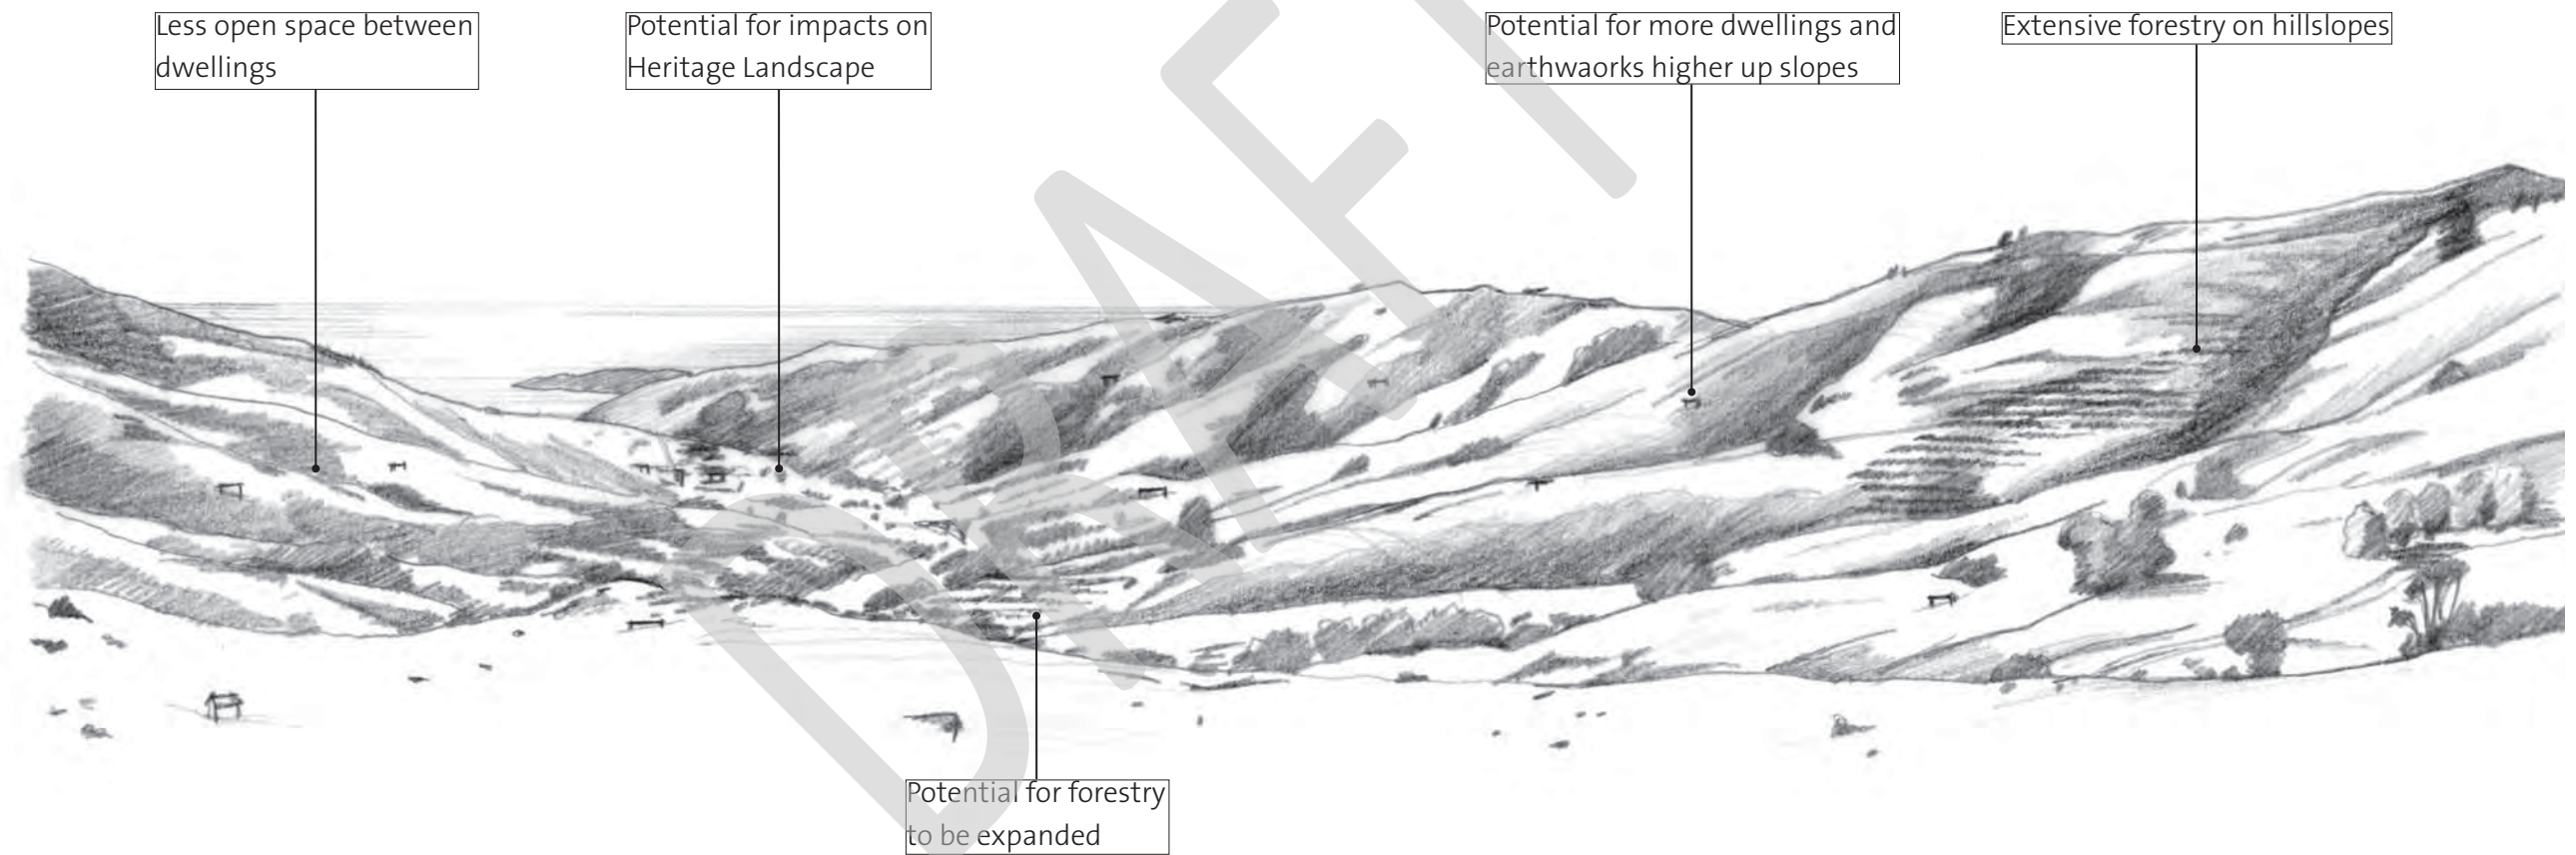 Less open space between
dwellings
Potential for impacts on
Heritage Landscape
Potential for more dwellings and
earthwaorks higher up slopes
Extensive forestry on hillslopes
DRAFT
Potential for forestry
to be expanded